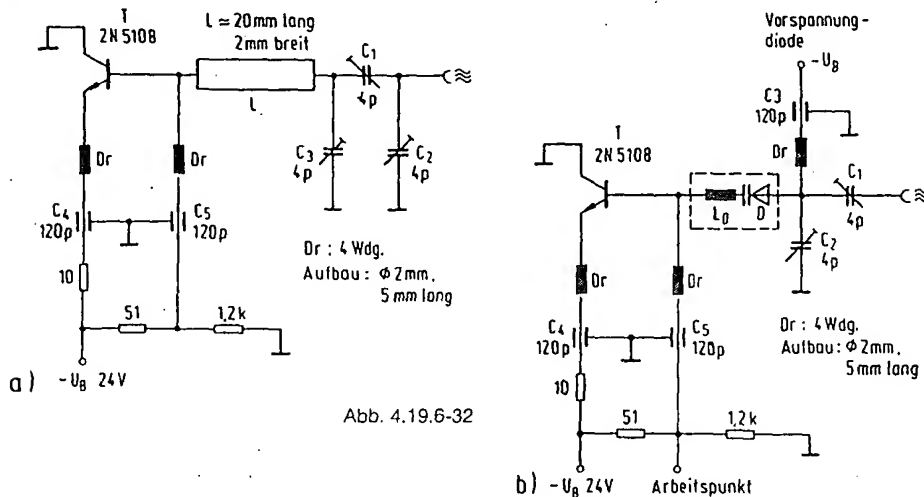 T
2N 5108
L ≈ 20mm lang
2mm breit
L
C1
4p
C3
4p
C2
4p
Dr
Dr
C4
120p
C5
120p
10
51
1,2k
Dr : 4 Wdg.
Aufbau : Φ 2mm,
5 mm lang
a) -UB 24V
Abb. 4.19.6-32
Vorspannung-
diode
-UB
C3
120p
Dr
T
2N 5108
C1
4p
LD
D
C2
4p
Dr
Dr
C4
120p
C5
120p
10
51
1,2k
Dr : 4 Wdg.
Aufbau : Φ 2mm,
5mm lang
b) -UB 24V
Arbeitspunkt